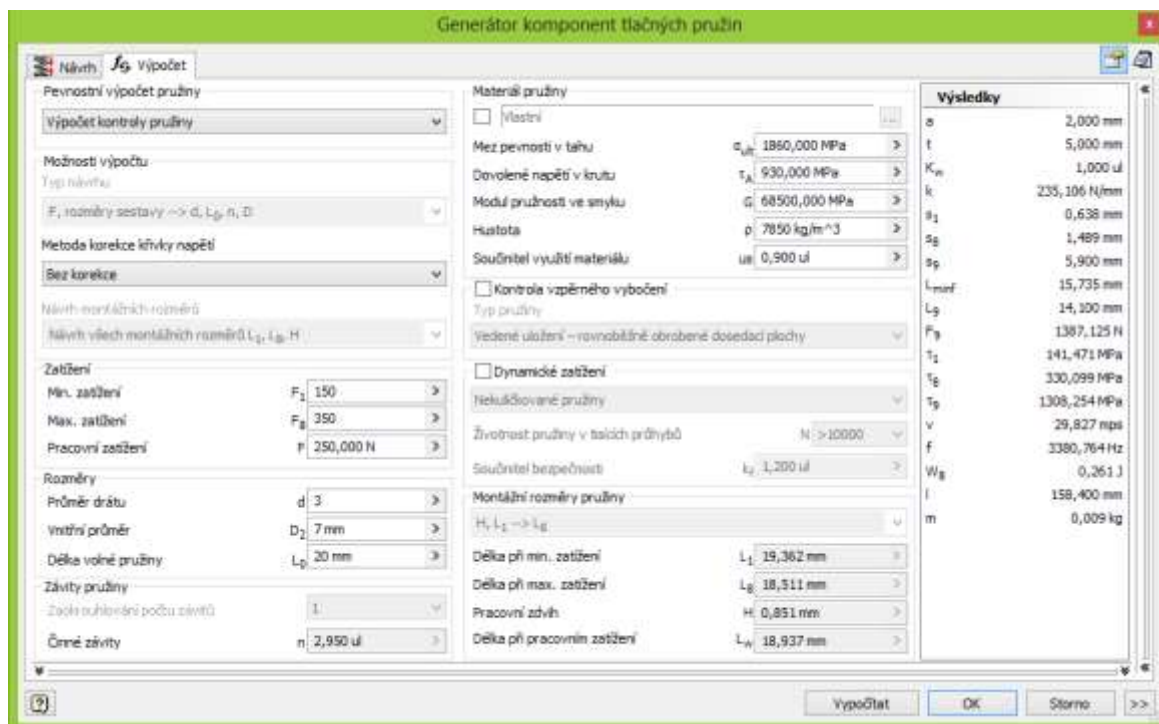 Generátor komponent tlačných pružin
x
Návrh
fG Výpočet
Pevnostní výpočet pružiny
Výpočet kontroly pružiny
Možnosti výpočtu
Typ návrhu
F, rozměry sestavy --> d, L0, n, D
Metoda korekce křivky napětí
Bez korekce
Návrh montážních rozměrů
Návrh všech montážních rozměrů L1, L8, H
Zatížení
Min. zatížení F1 150 >
Max. zatížení F8 350 >
Pracovní zatížení F 250,000 N >
Rozměry
Průměr drátu d 3 >
Vnitřní průměr D2 7 mm >
Délka volné pružiny L0 20 mm >
Závity pružiny
Zaokrouhlování počtu závitů 1
Činné závity n 2,950 ul >
Materiál pružiny
Vlastní ...
Mez pevnosti v tahu σult 1860,000 MPa >
Dovolené napětí v krutu τA 930,000 MPa >
Modul pružnosti ve smyku G 68500,000 MPa >
Hustota ρ 7850 kg/m^3 >
Součinitel využití materiálu us 0,900 ul >
Kontrola vzpěrného vybočení
Typ pružiny
Vedené uložení – rovnoběžné obrobené dosedací plochy
Dynamické zatížení
Nekuličkované pružiny
Životnost pružiny v tisících průhybů N >10000
Součinitel bezpečnosti kf 1,200 ul >
Montážní rozměry pružiny
H, L1 --> L8
Délka při min. zatížení L1 19,362 mm >
Délka při max. zatížení L8 18,511 mm >
Pracovní zdvih H 0,851 mm >
Délka při pracovním zatížení Lw 18,937 mm >
Výsledky
a 2,000 mm
t 5,000 mm
Kw 1,000 ul
k 235,106 N/mm
s1 0,638 mm
s8 1,489 mm
s9 5,900 mm
Lminf 15,735 mm
L9 14,100 mm
F9 1387,125 N
τ1 141,471 MPa
τ8 330,099 MPa
τ9 1308,254 MPa
v 29,827 mps
f 3380,764 Hz
W8 0,261 J
l 158,400 mm
m 0,009 kg
?
Vypočítat
OK
Storno
>>